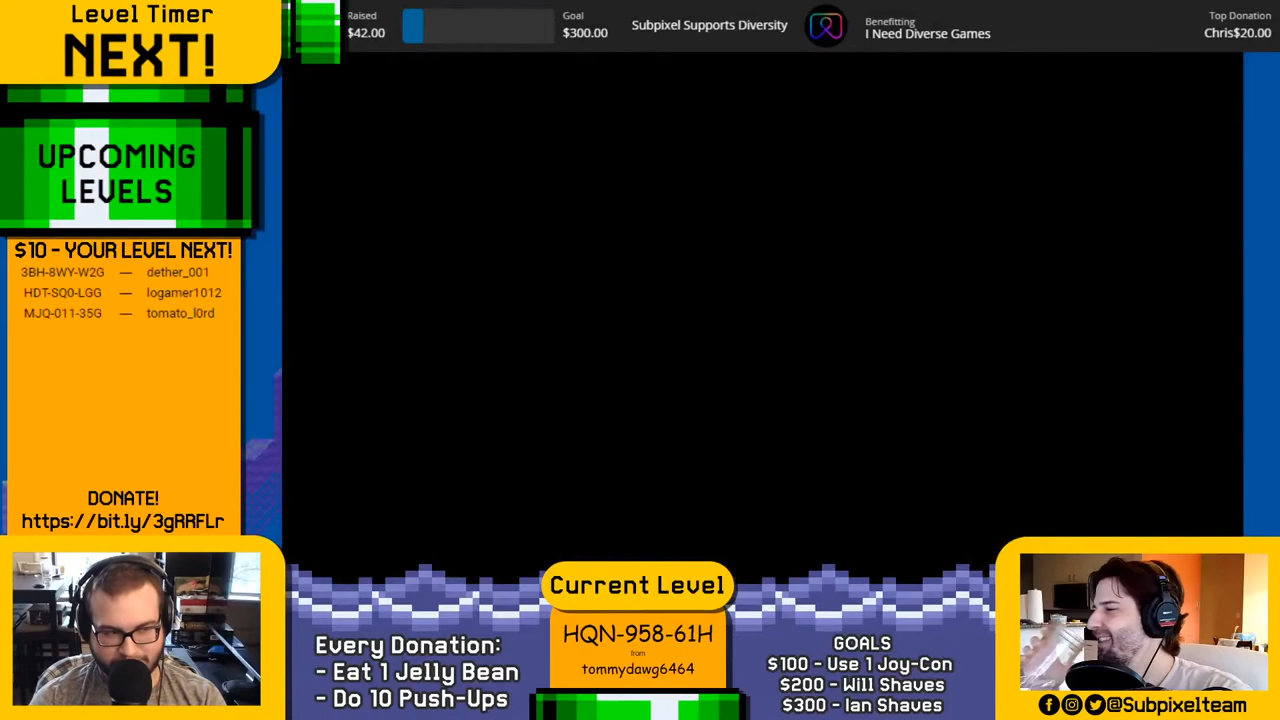 Level Timer
NEXT!
Raised
$42.00
Goal
$300.00
Subpixel Supports Diversity
Benefitting
I Need Diverse Games
Top Donation
Chris$20.00
UPCOMING
LEVELS
$10 - YOUR LEVEL NEXT!
3BH-8WY-W2G — dether_001
HDT-SQ0-LGG — logamer1012
MJQ-011-35G — tomato_l0rd
DONATE!
https://bit.ly/3gRRFLr
Every Donation:
- Eat 1 Jelly Bean
- Do 10 Push-Ups
Current Level
HQN-958-61H
from
tommydawg6464
GOALS
$100 - Use 1 Joy-Con
$200 - Will Shaves
$300 - Ian Shaves
@Subpixelteam